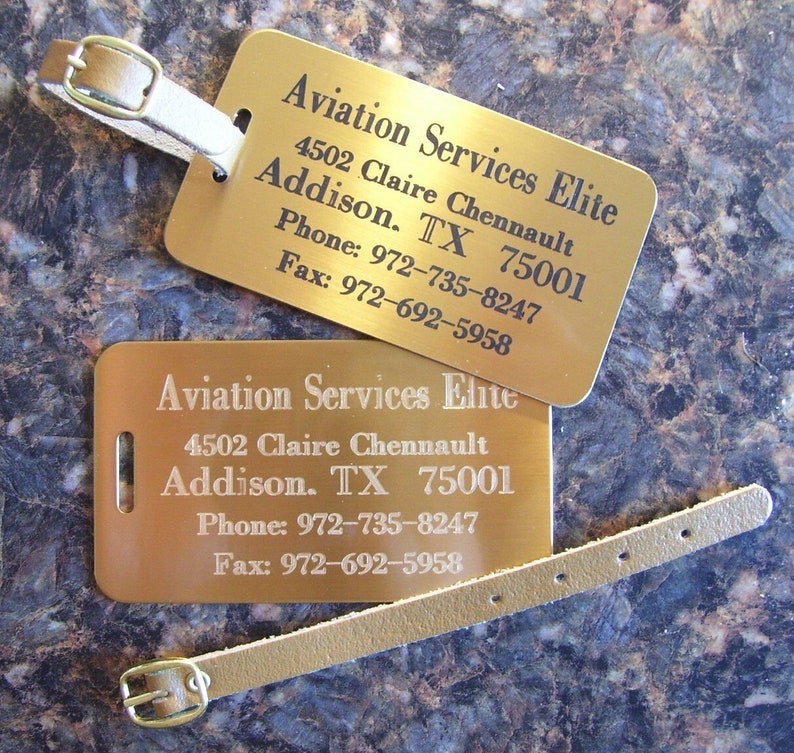 Aviation Services Elite
4502 Claire Chennault
Addison. TX 75001
Phone: 972-735-8247
Fax: 972-692-5958
Aviation Services Elite
4502 Claire Chennault
Addison. TX 75001
Phone: 972-735-8247
Fax: 972-692-5958